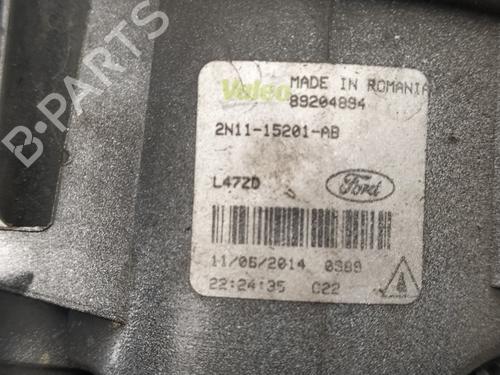 B-PARTS
Valeo MADE IN ROMANIA
89204894
2N11-15201-AB
L47ZD Ford
11/06/2014 0389
22:24:35 C22